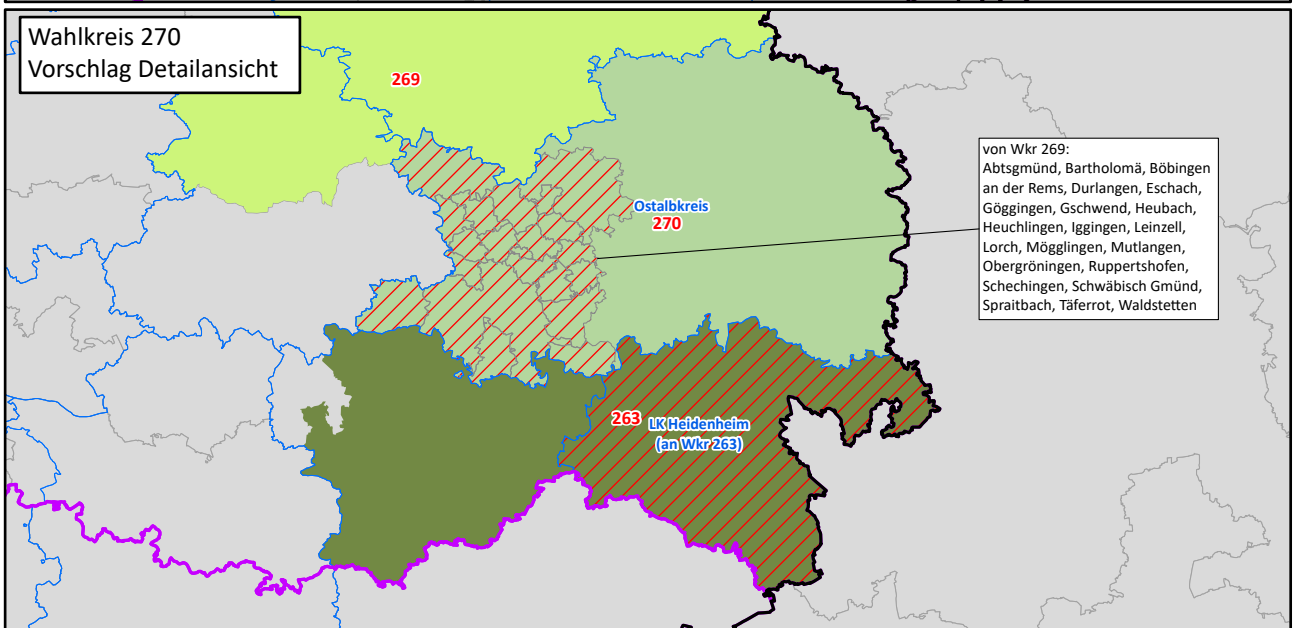 Wahlkreis 270
Vorschlag Detailansicht
269
von Wkr 269:
Abtsgmünd, Bartholomä, Böbingen
an der Rems, Durlangen, Eschach,
Göggingen, Gschwend, Heubach,
Heuchlingen, Iggingen, Leinzell,
Lorch, Mögglingen, Mutlangen,
Obergröningen, Ruppertshofen,
Schechingen, Schwäbisch Gmünd,
Spraitbach, Täferrot, Waldstetten
Ostalbkreis
270
263 LK Heidenheim
(an Wkr 263)